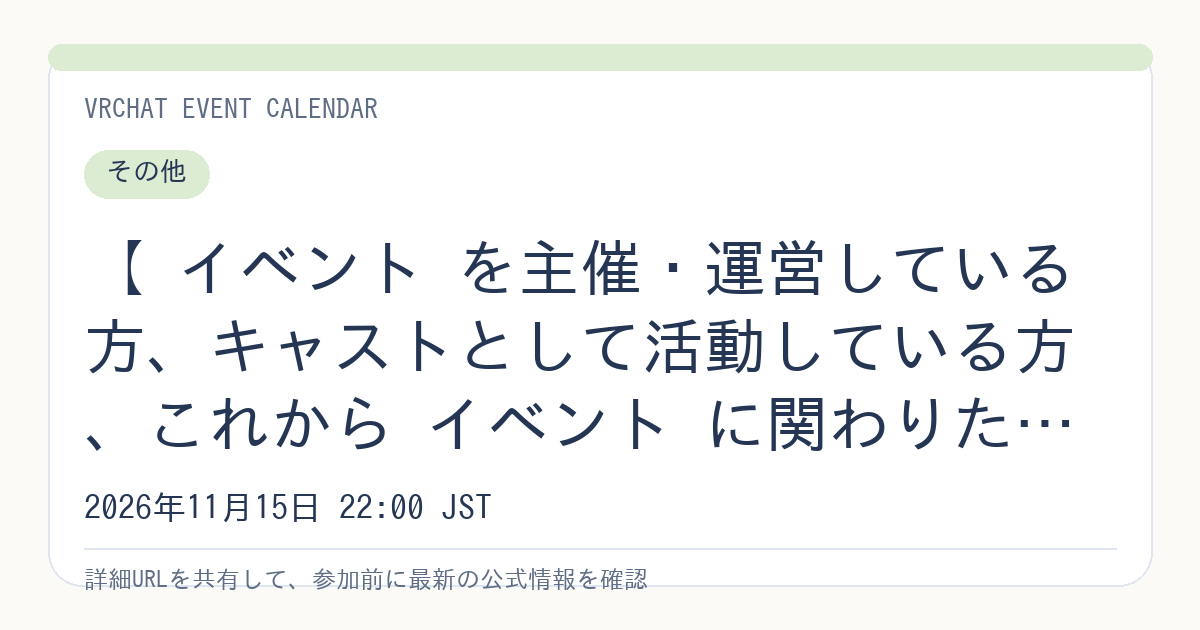 VRCHAT EVENT CALENDAR
その他
【 イベント を主催・運営している
方、キャストとして活動している方
、これから イベント に関わりた…
2026年11月15日 22:00 JST
詳細URLを共有して、参加前に最新の公式情報を確認